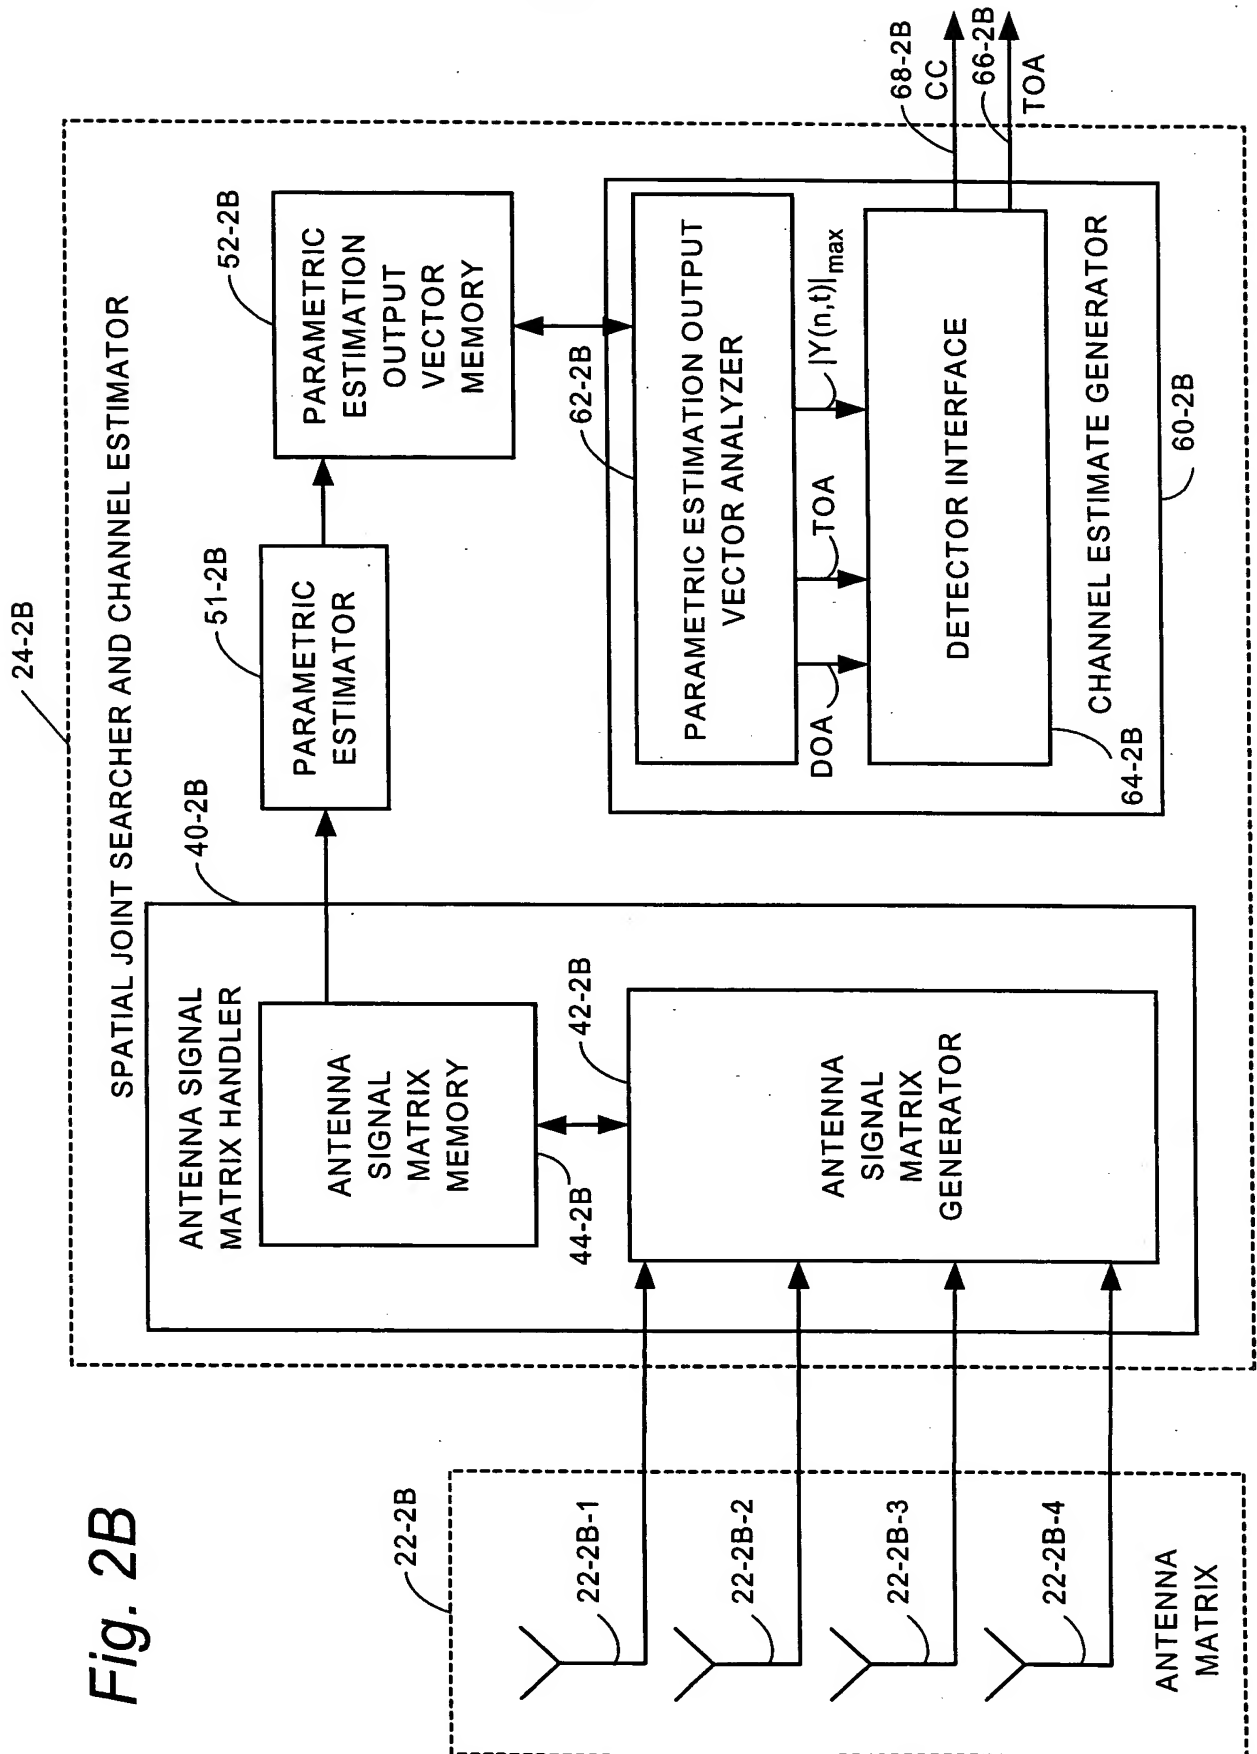 Fig. 2B
24-2B
SPATIAL JOINT SEARCHER AND CHANNEL ESTIMATOR
22-2B
22-2B-1
22-2B-2
22-2B-3
22-2B-4
ANTENNA
MATRIX
40-2B
ANTENNA SIGNAL
MATRIX HANDLER
ANTENNA
SIGNAL
MATRIX
MEMORY
44-2B
42-2B
ANTENNA
SIGNAL
MATRIX
GENERATOR
51-2B
PARAMETRIC
ESTIMATOR
52-2B
PARAMETRIC
ESTIMATION
OUTPUT
VECTOR
MEMORY
62-2B
PARAMETRIC ESTIMATION OUTPUT
VECTOR ANALYZER
DOA
TOA
|Y(n,t)|max
DETECTOR INTERFACE
64-2B
CHANNEL ESTIMATE GENERATOR
60-2B
68-2B
CC
66-2B
TOA